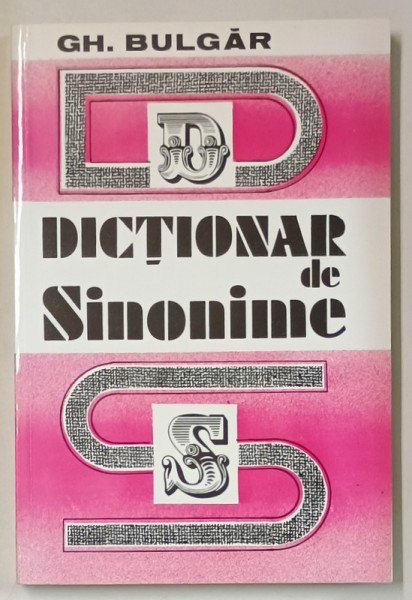 GH. BULGĂR
D
DICȚIONAR
de
Sinonime
S